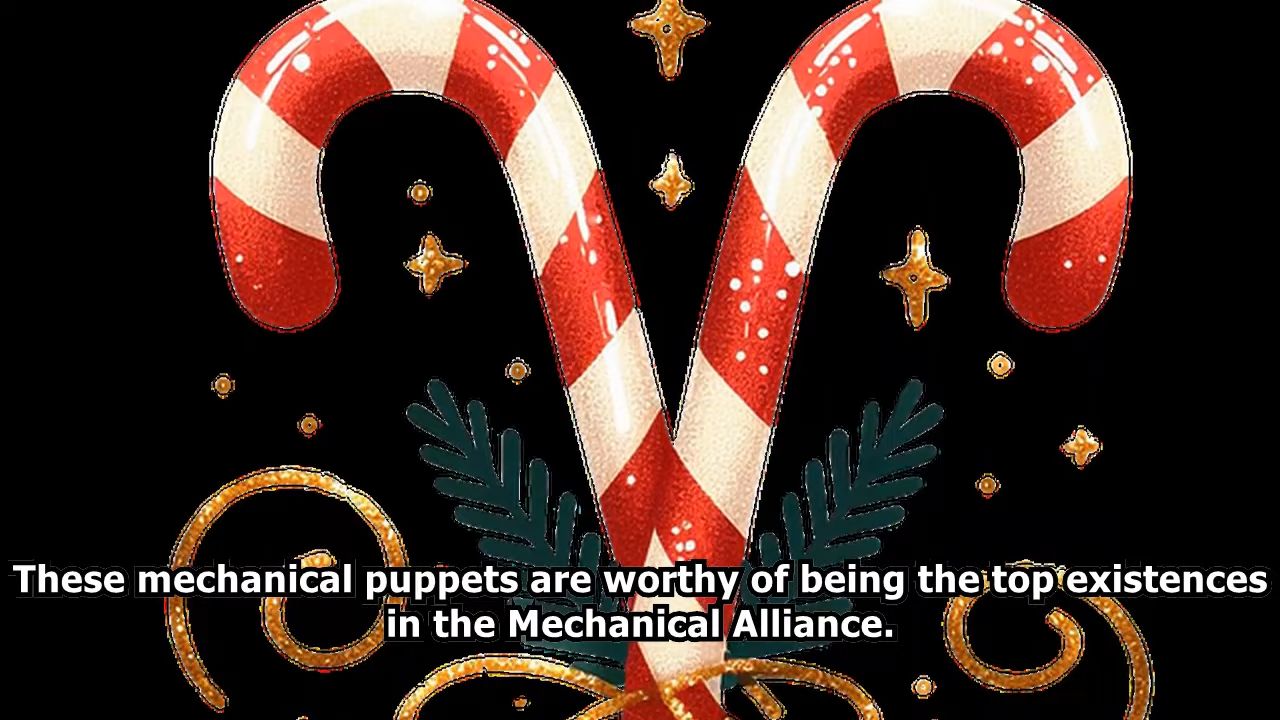 These mechanical puppets are worthy of being the top existences
in the Mechanical Alliance.